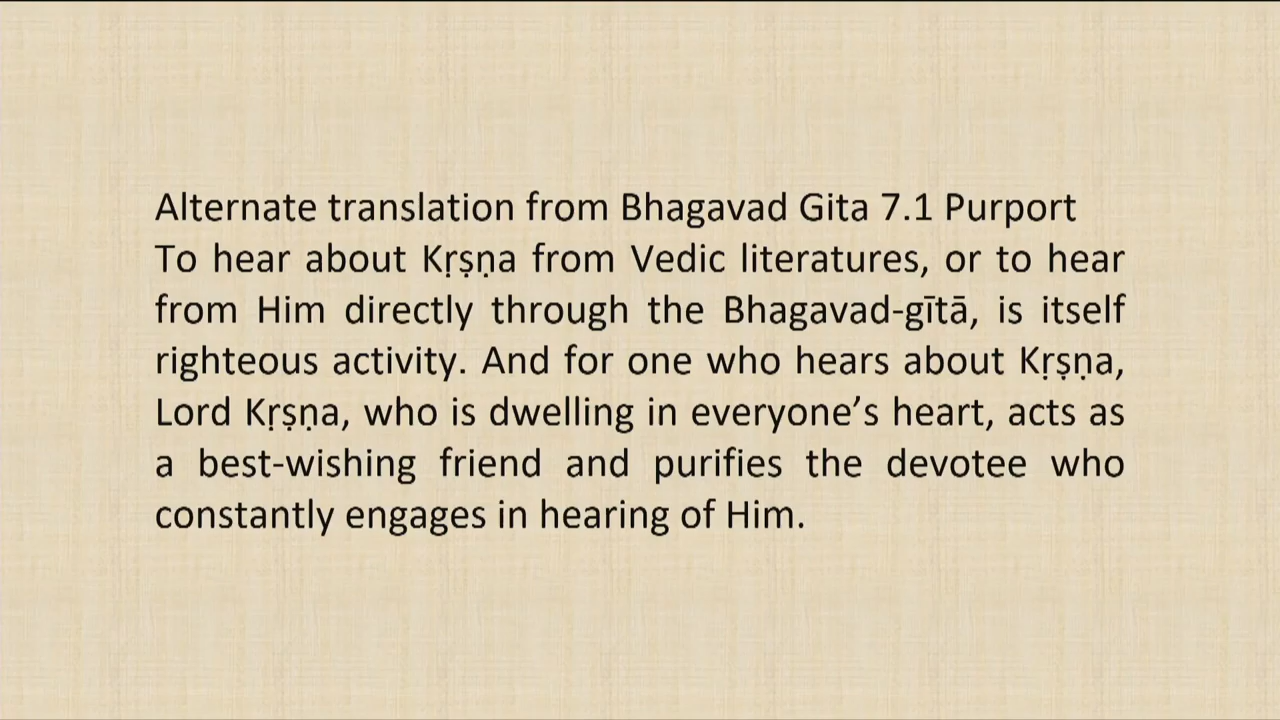 Alternate translation from Bhagavad Gita 7.1 Purport
To hear about Kṛṣṇa from Vedic literatures, or to hear
from Him directly through the Bhagavad-gītā, is itself
righteous activity. And for one who hears about Kṛṣṇa,
Lord Kṛṣṇa, who is dwelling in everyone’s heart, acts as
a best-wishing friend and purifies the devotee who
constantly engages in hearing of Him.